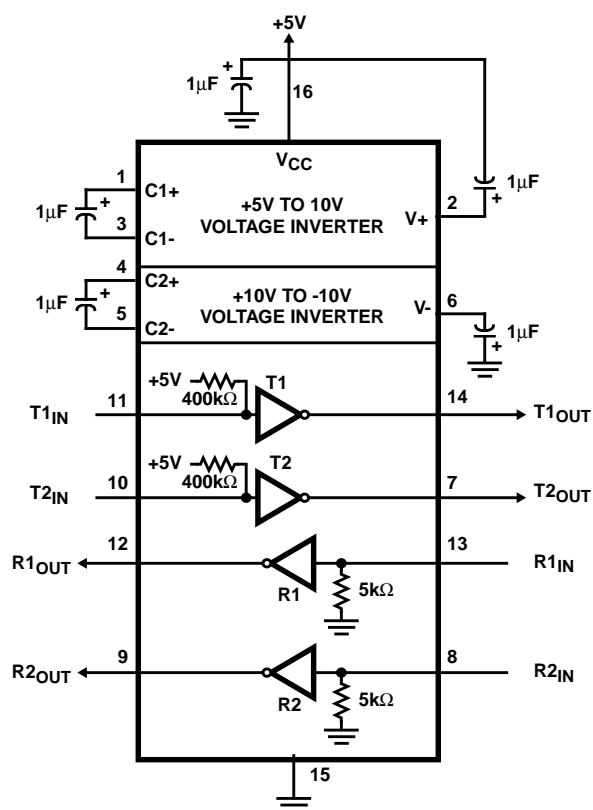 +5V
+
1µF
16
VCC
1
C1+
+
1µF
3
C1-
+5V TO 10V
VOLTAGE INVERTER
V+
2
1µF
+
4
C2+
+
1µF
5
C2-
+10V TO -10V
VOLTAGE INVERTER
V-
6
1µF
+
+5V
400kΩ
T1
T1IN
11
14
T1OUT
+5V
400kΩ
T2
T2IN
10
7
T2OUT
R1OUT
12
R1
5kΩ
13
R1IN
R2OUT
9
R2
5kΩ
8
R2IN
15